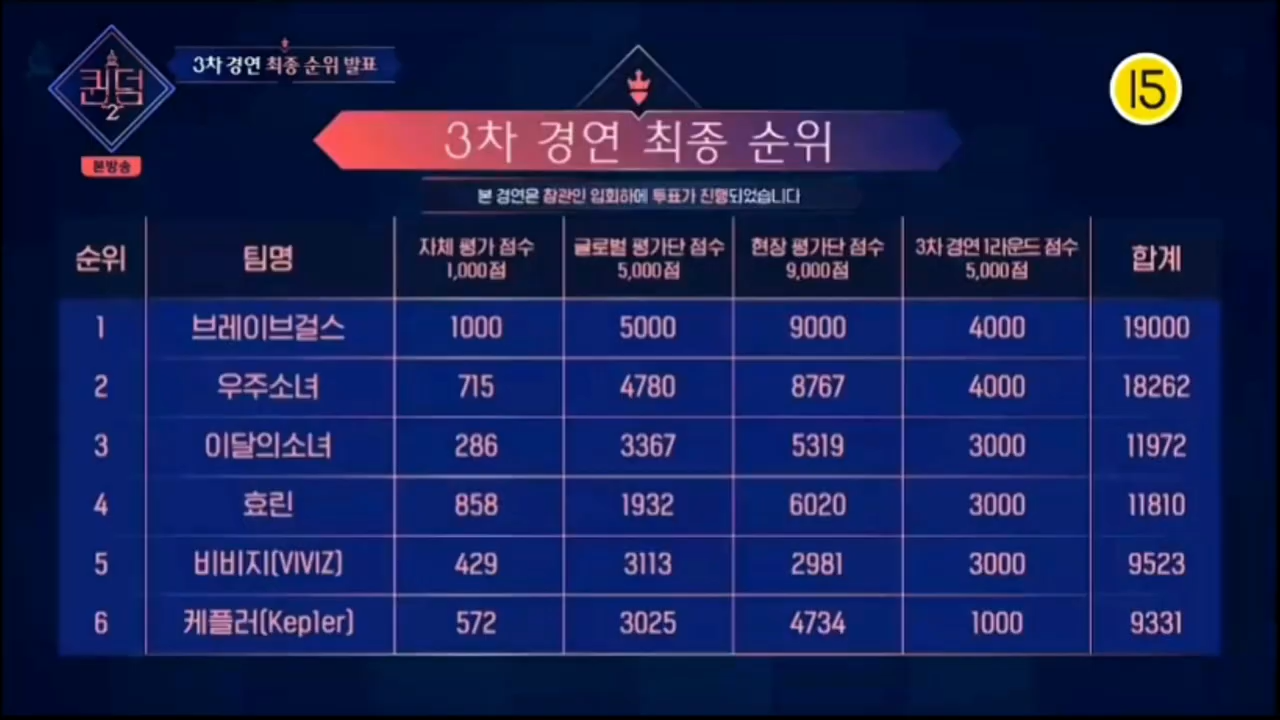 퀸덤
2
본방송
3차 경연 최종 순위 발표
15
3차 경연 최종 순위
본 경연은 참관인 입회하에 투표가 진행되었습니다
순위 팀명 자체 평가 점수 1,000점 글로벌 평가단 점수 5,000점 현장 평가단 점수 9,000점 3차 경연 1라운드 점수 5,000점 합계
1 브레이브걸스 1000 5000 9000 4000 19000
2 우주소녀 715 4780 8767 4000 18262
3 이달의소녀 286 3367 5319 3000 11972
4 효린 858 1932 6020 3000 11810
5 비비지(VIVIZ) 429 3113 2981 3000 9523
6 케플러(Kep1er) 572 3025 4734 1000 9331